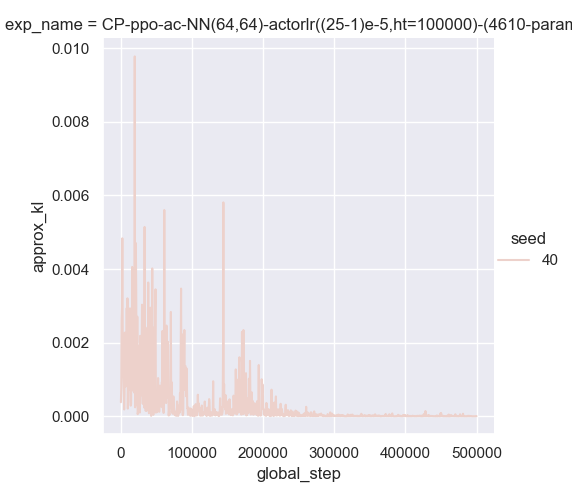 exp_name = CP-ppo-ac-NN(64,64)-actorlr((25-1)e-5,ht=100000)-(4610-param
0.010
0.008
0.006
0.004
0.002
0.000
approx_kl
0 100000 200000 300000 400000 500000
global_step
seed
40